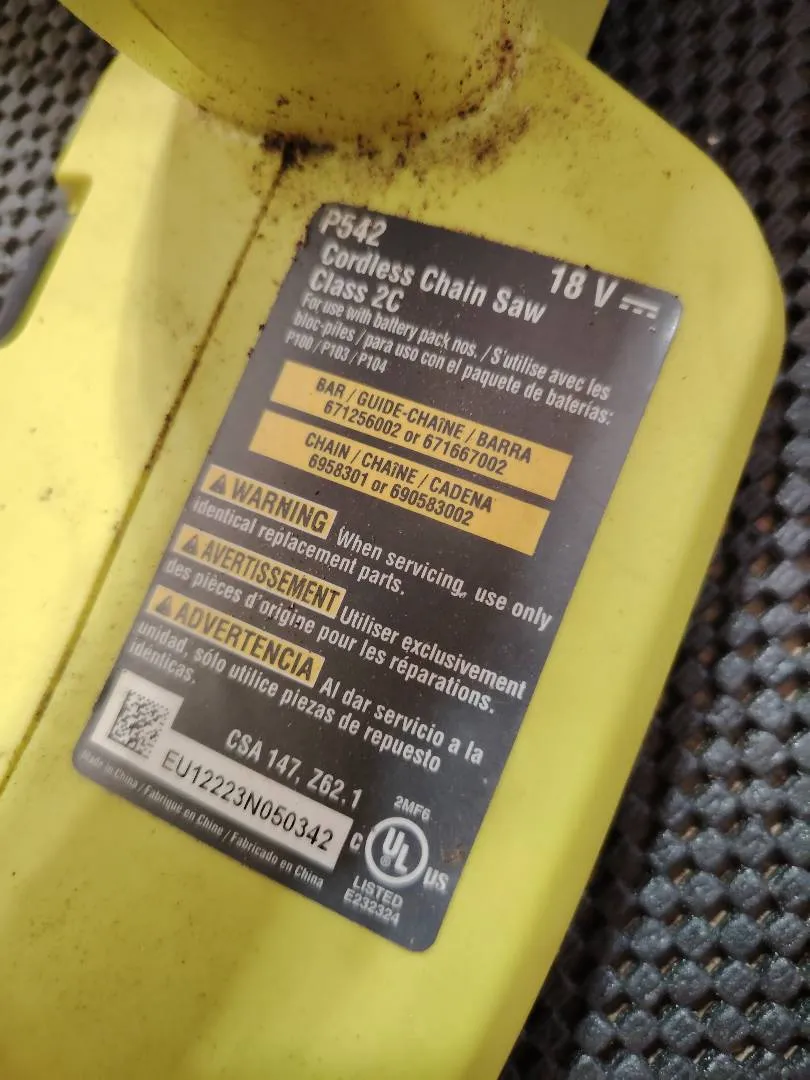 P542
18 V
Cordless Chain Saw
Class 2C
For use with battery pack nos. / S'utilise avec les
bloc-piles / para uso con el paquete de baterías:
P100 / P103 / P104
BAR / GUIDE-CHAÎNE / BARRA
671256002 or 671667002
CHAIN / CHAÎNE / CADENA
6958301 or 690583002
WARNING When servicing, use only
identical replacement parts.
AVERTISSEMENT Utiliser exclusivement
des pièces d'origine pour les réparations.
ADVERTENCIA Al dar servicio a la
unidad, sólo utilice piezas de repuesto
idénticas.
CSA 147, Z62.1
EU12223N050342
Made in China / Fabriqué en Chine / Fabricado en China
2MF6
C UL ® US
LISTED
E232324